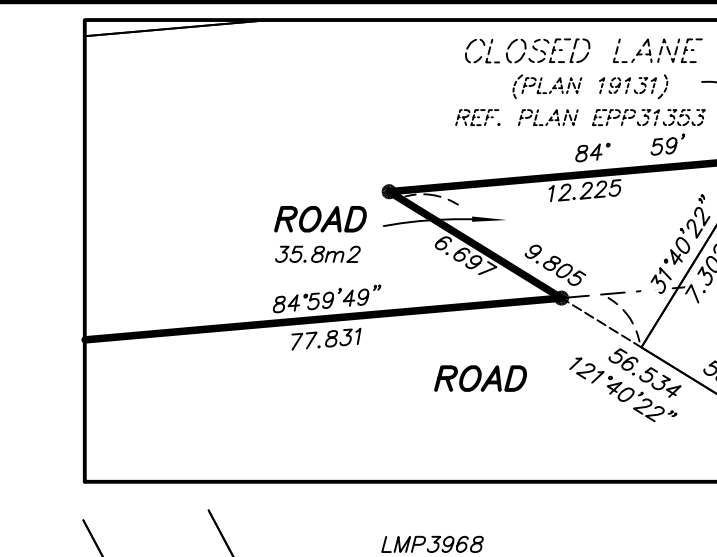 CLOSED LANE
(PLAN 19131)
REF. PLAN EPP31353
84° 59'
12.225
ROAD
35.8m2
6.697
9.805
31°40'22"
84°59'49"
77.831
ROAD
56.534
121°40'22"
LMP3968